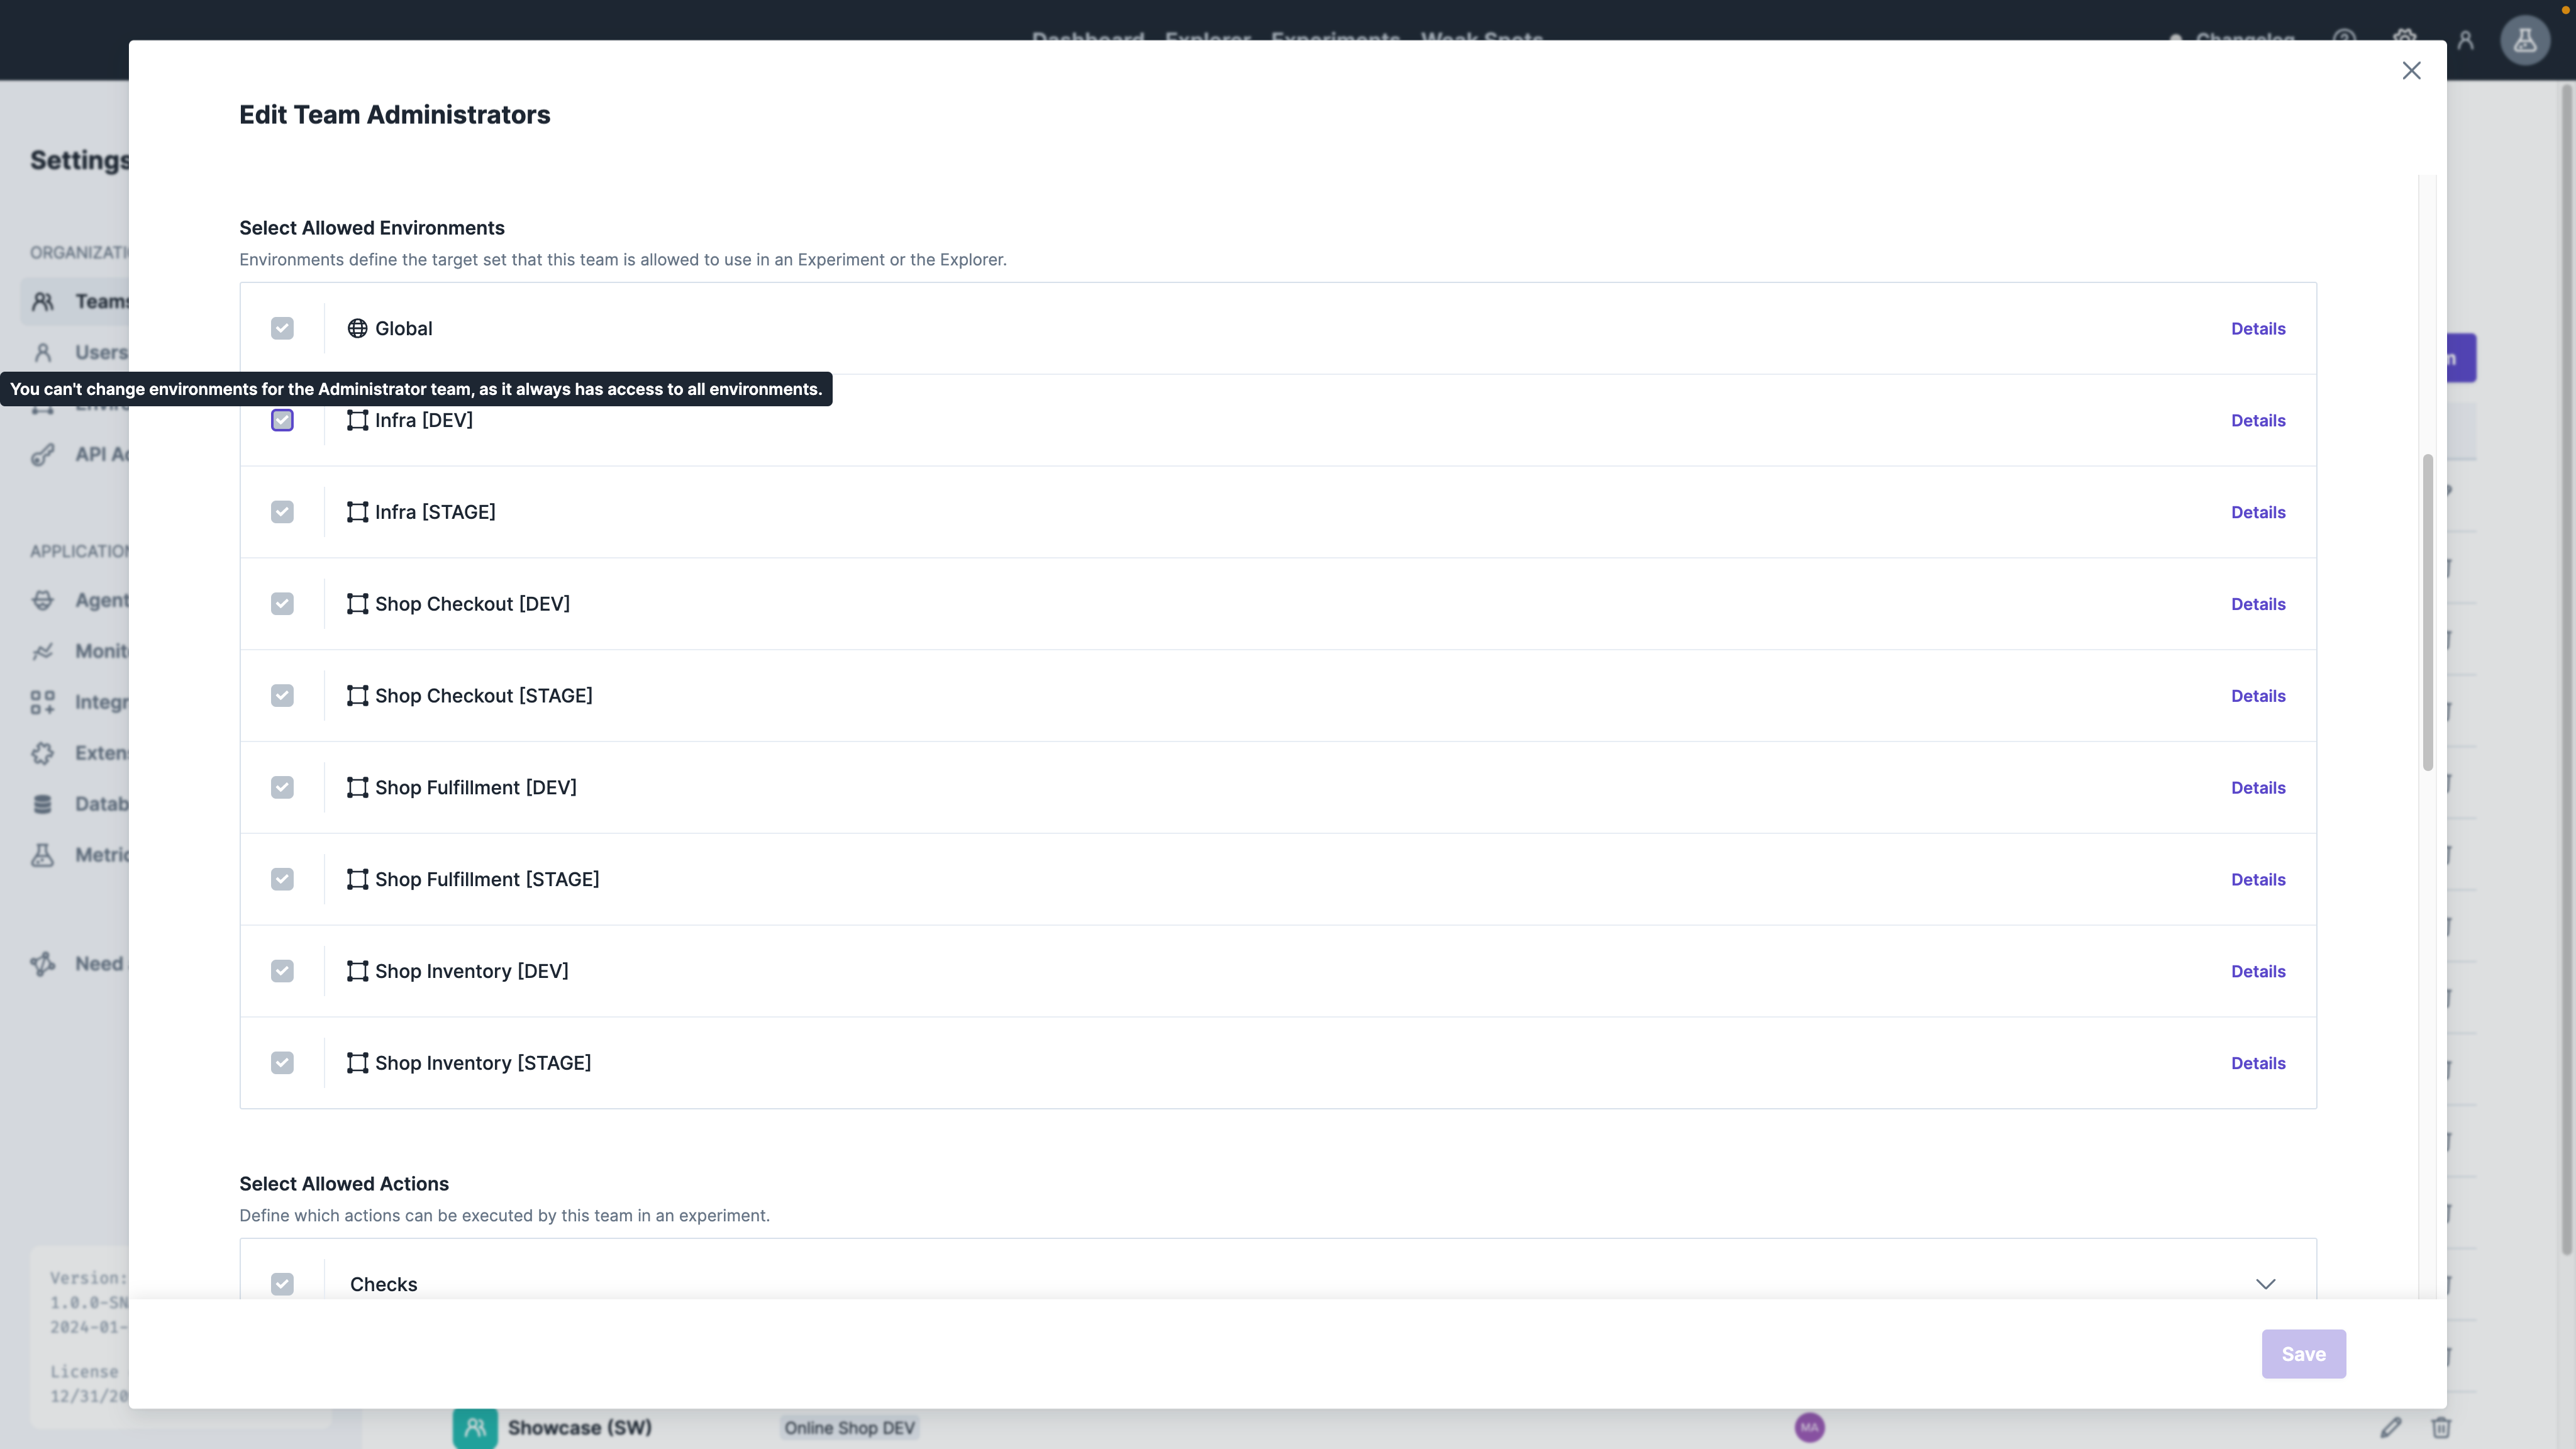 Dashboard Explorer Experiments Weak Spots
Changelog
Edit Team Administrators
Settings
Select Allowed Environments
ORGANIZATI
Environments define the target set that this team is allowed to use in an Experiment or the Explorer.
Teams
Global Details
Users
You can't change environments for the Administrator team, as it always has access to all environments.
Infra [DEV] Details
API Ac
Infra [STAGE] Details
APPLICATION
Agent
Shop Checkout [DEV] Details
Monit
Shop Checkout [STAGE] Details
Integr
Exten
Shop Fulfillment [DEV] Details
Datab
Metric
Shop Fulfillment [STAGE] Details
Need
Shop Inventory [DEV] Details
Shop Inventory [STAGE] Details
Select Allowed Actions
Define which actions can be executed by this team in an experiment.
Checks
Version:
1.0.0-SN
2024-01-
License
12/31/20
Save
Showcase (SW) Online Shop DEV MA